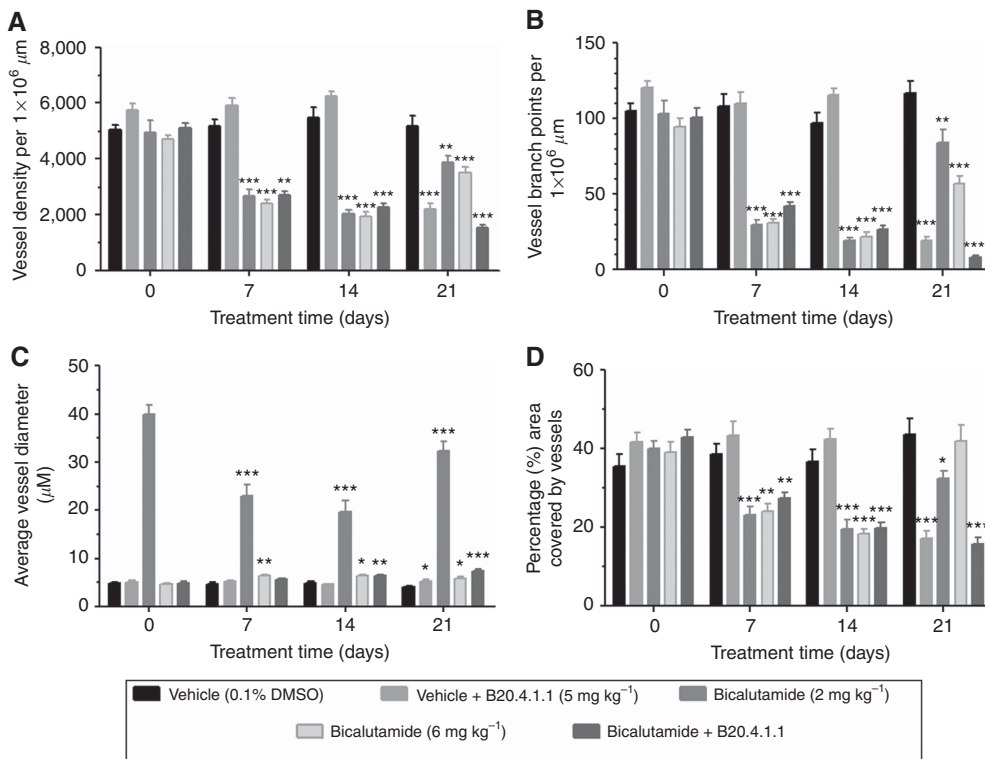 A
Vessel density per 1×10⁶ µm
8,000
6,000
4,000
2,000
0
***
***
**
***
***
***
***
**
***
***
0 7 14 21
Treatment time (days)
B
Vessel branch points per
1×10⁶ µm
150
100
50
0
***
***
***
***
***
***
***
**
***
***
0 7 14 21
Treatment time (days)
C
Average vessel diameter
(µM)
50
40
30
20
10
0
***
**
***
*
**
*
***
*
***
0 7 14 21
Treatment time (days)
D
Percentage (%) area
covered by vessels
60
40
20
0
***
**
**
***
***
***
***
*
***
0 7 14 21
Treatment time (days)
Vehicle (0.1% DMSO) Vehicle + B20.4.1.1 (5 mg kg⁻¹) Bicalutamide (2 mg kg⁻¹)
Bicalutamide (6 mg kg⁻¹) Bicalutamide + B20.4.1.1